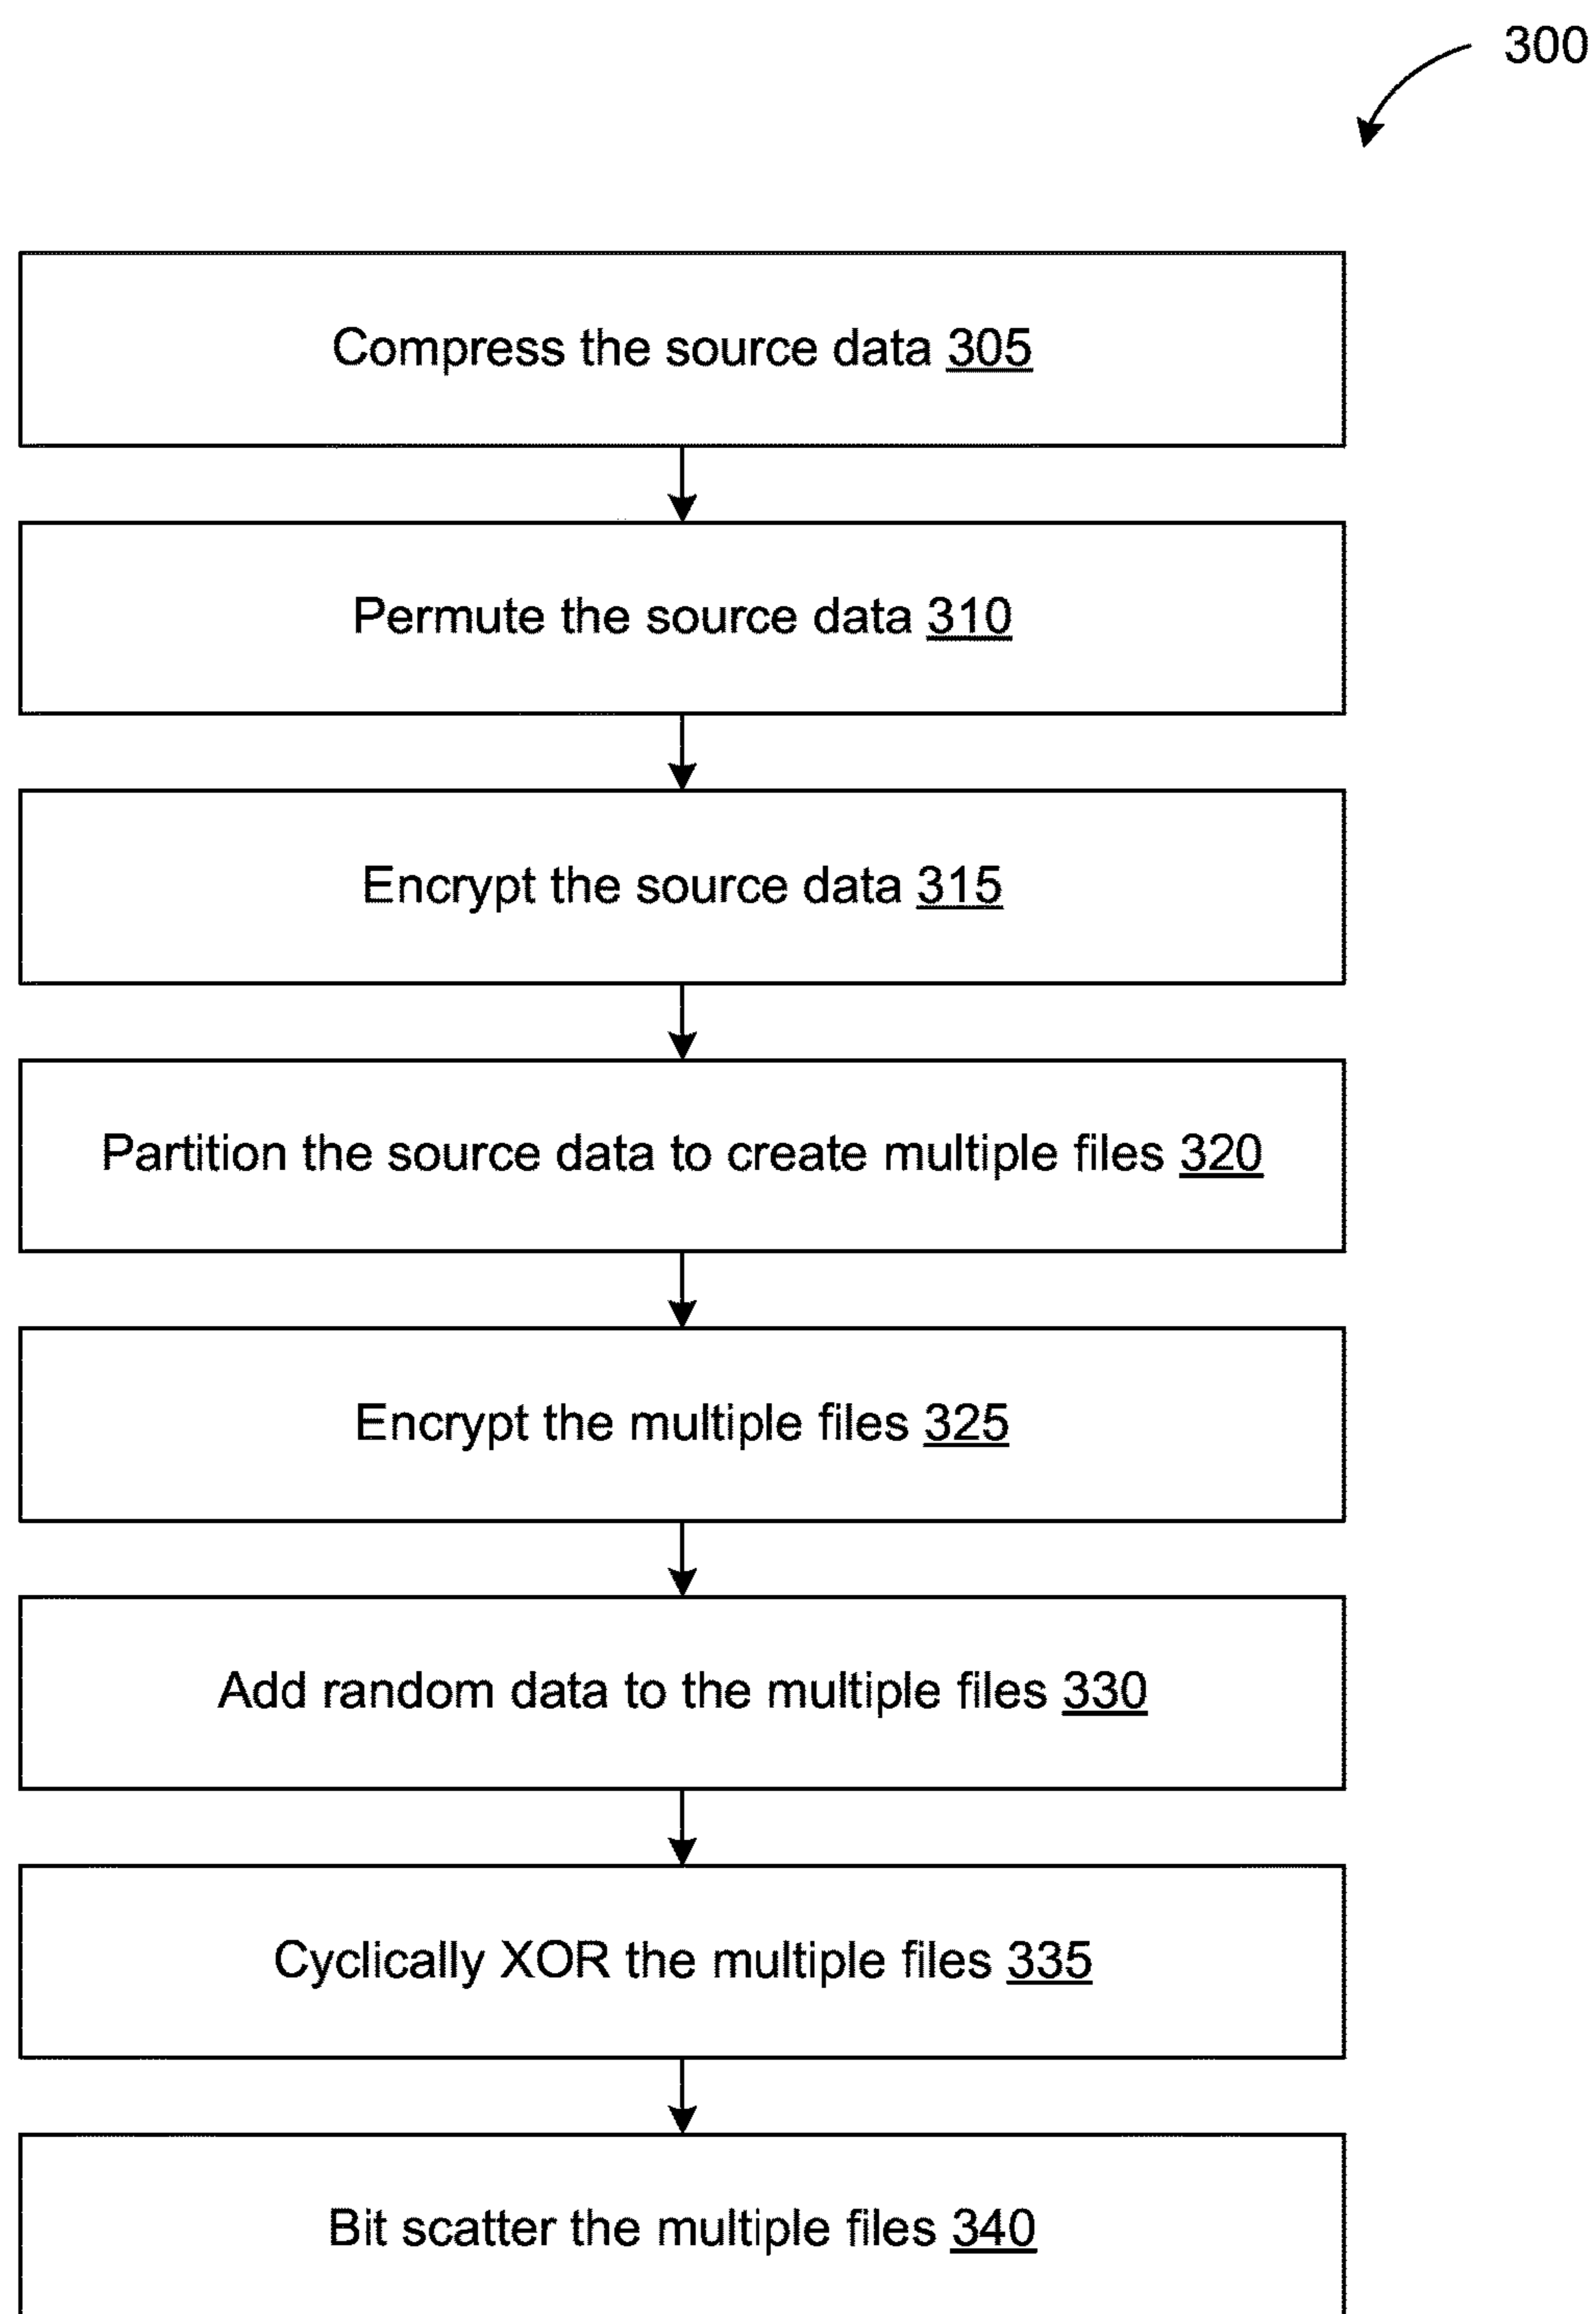 300
Compress the source data 305
Permute the source data 310
Encrypt the source data 315
Partition the source data to create multiple files 320
Encrypt the multiple files 325
Add random data to the multiple files 330
Cyclically XOR the multiple files 335
Bit scatter the multiple files 340